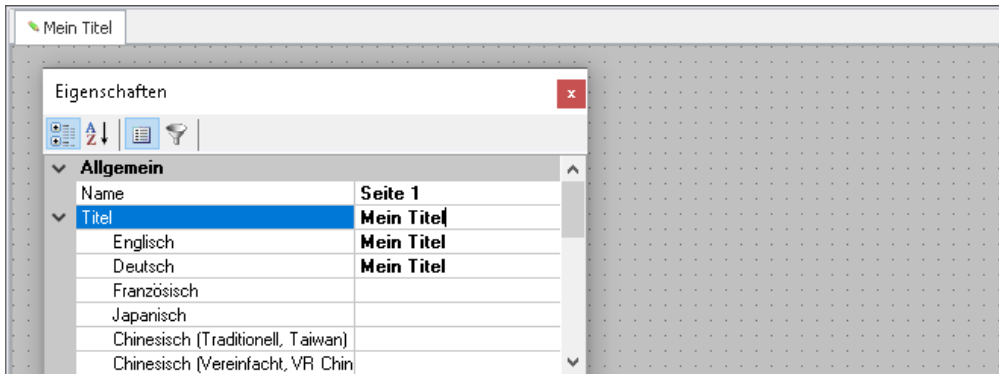 Mein Titel
Eigenschaften
x
A
Z
Allgemein
Name Seite 1
Titel Mein Titel
Englisch Mein Titel
Deutsch Mein Titel
Französisch
Japanisch
Chinesisch (Traditionell, Taiwan)
Chinesisch (Vereinfacht, VR Chin